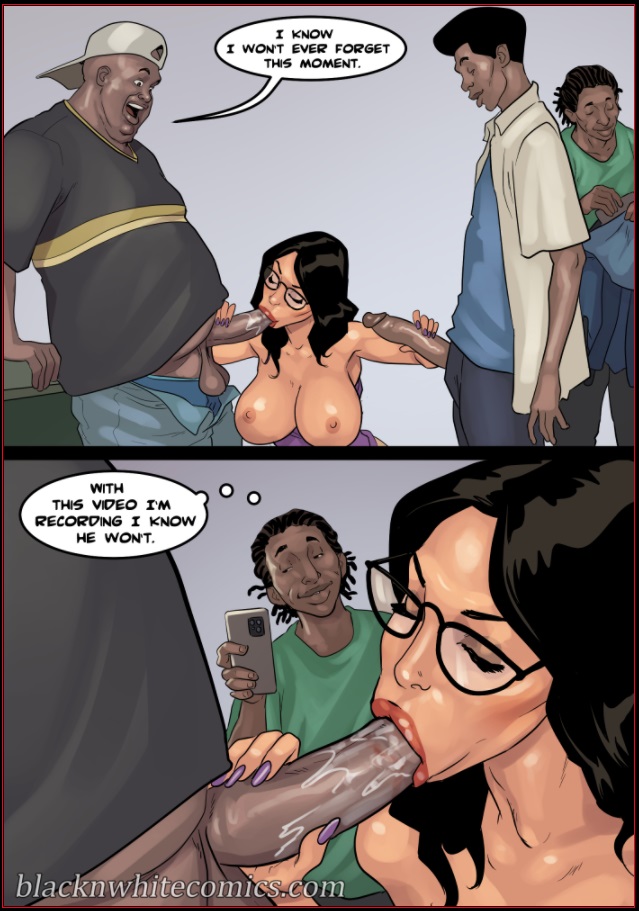 I KNOW
I WON'T EVER FORGET
THIS MOMENT.
WITH
THIS VIDEO I'M
RECORDING I KNOW
HE WON'T.
blacknwhitecomics.com